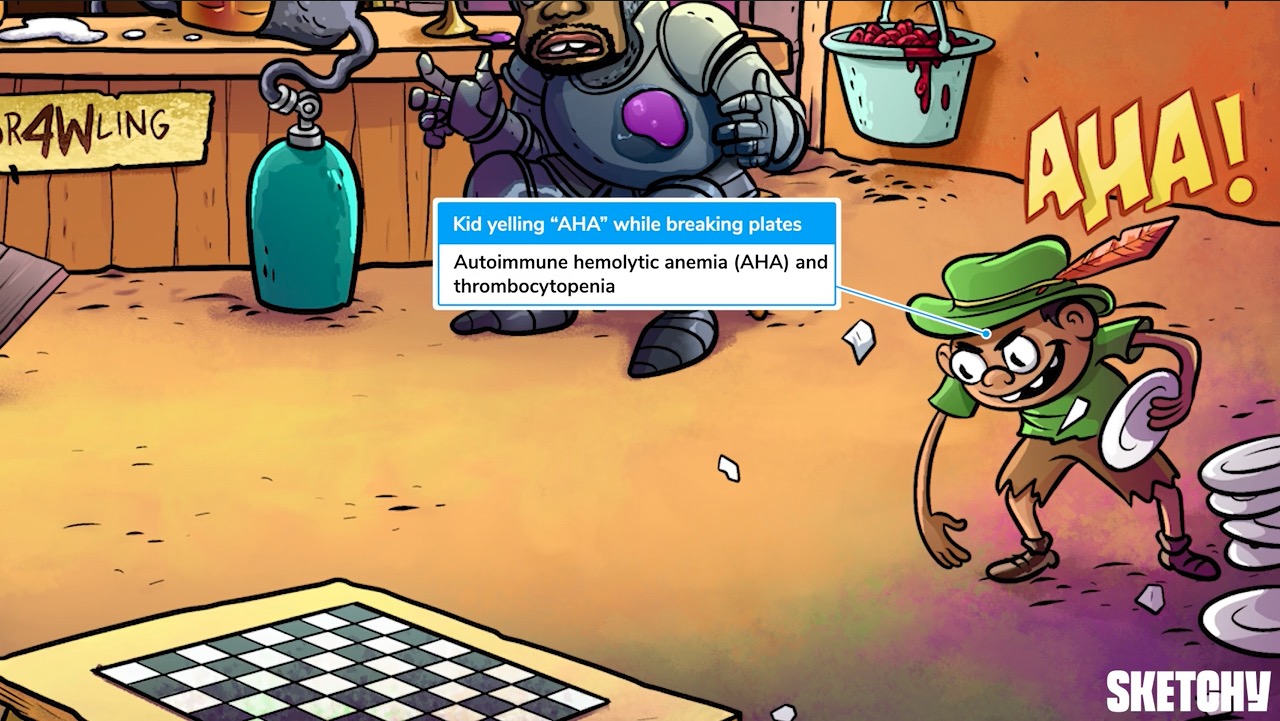 R4WLING
AHA!
Kid yelling “AHA” while breaking plates
Autoimmune hemolytic anemia (AHA) and
thrombocytopenia
SKETCHY